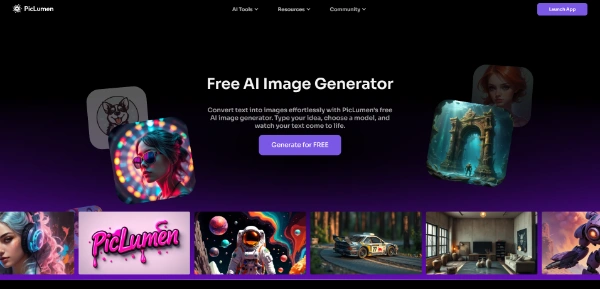 PicLumen
AI Tools
Resources
Community
Launch App
Free AI Image Generator
Convert text into images effortlessly with PicLumen's free
AI image generator. Type your idea, choose a model, and
watch your text come to life.
Generate for FREE
PicLumen